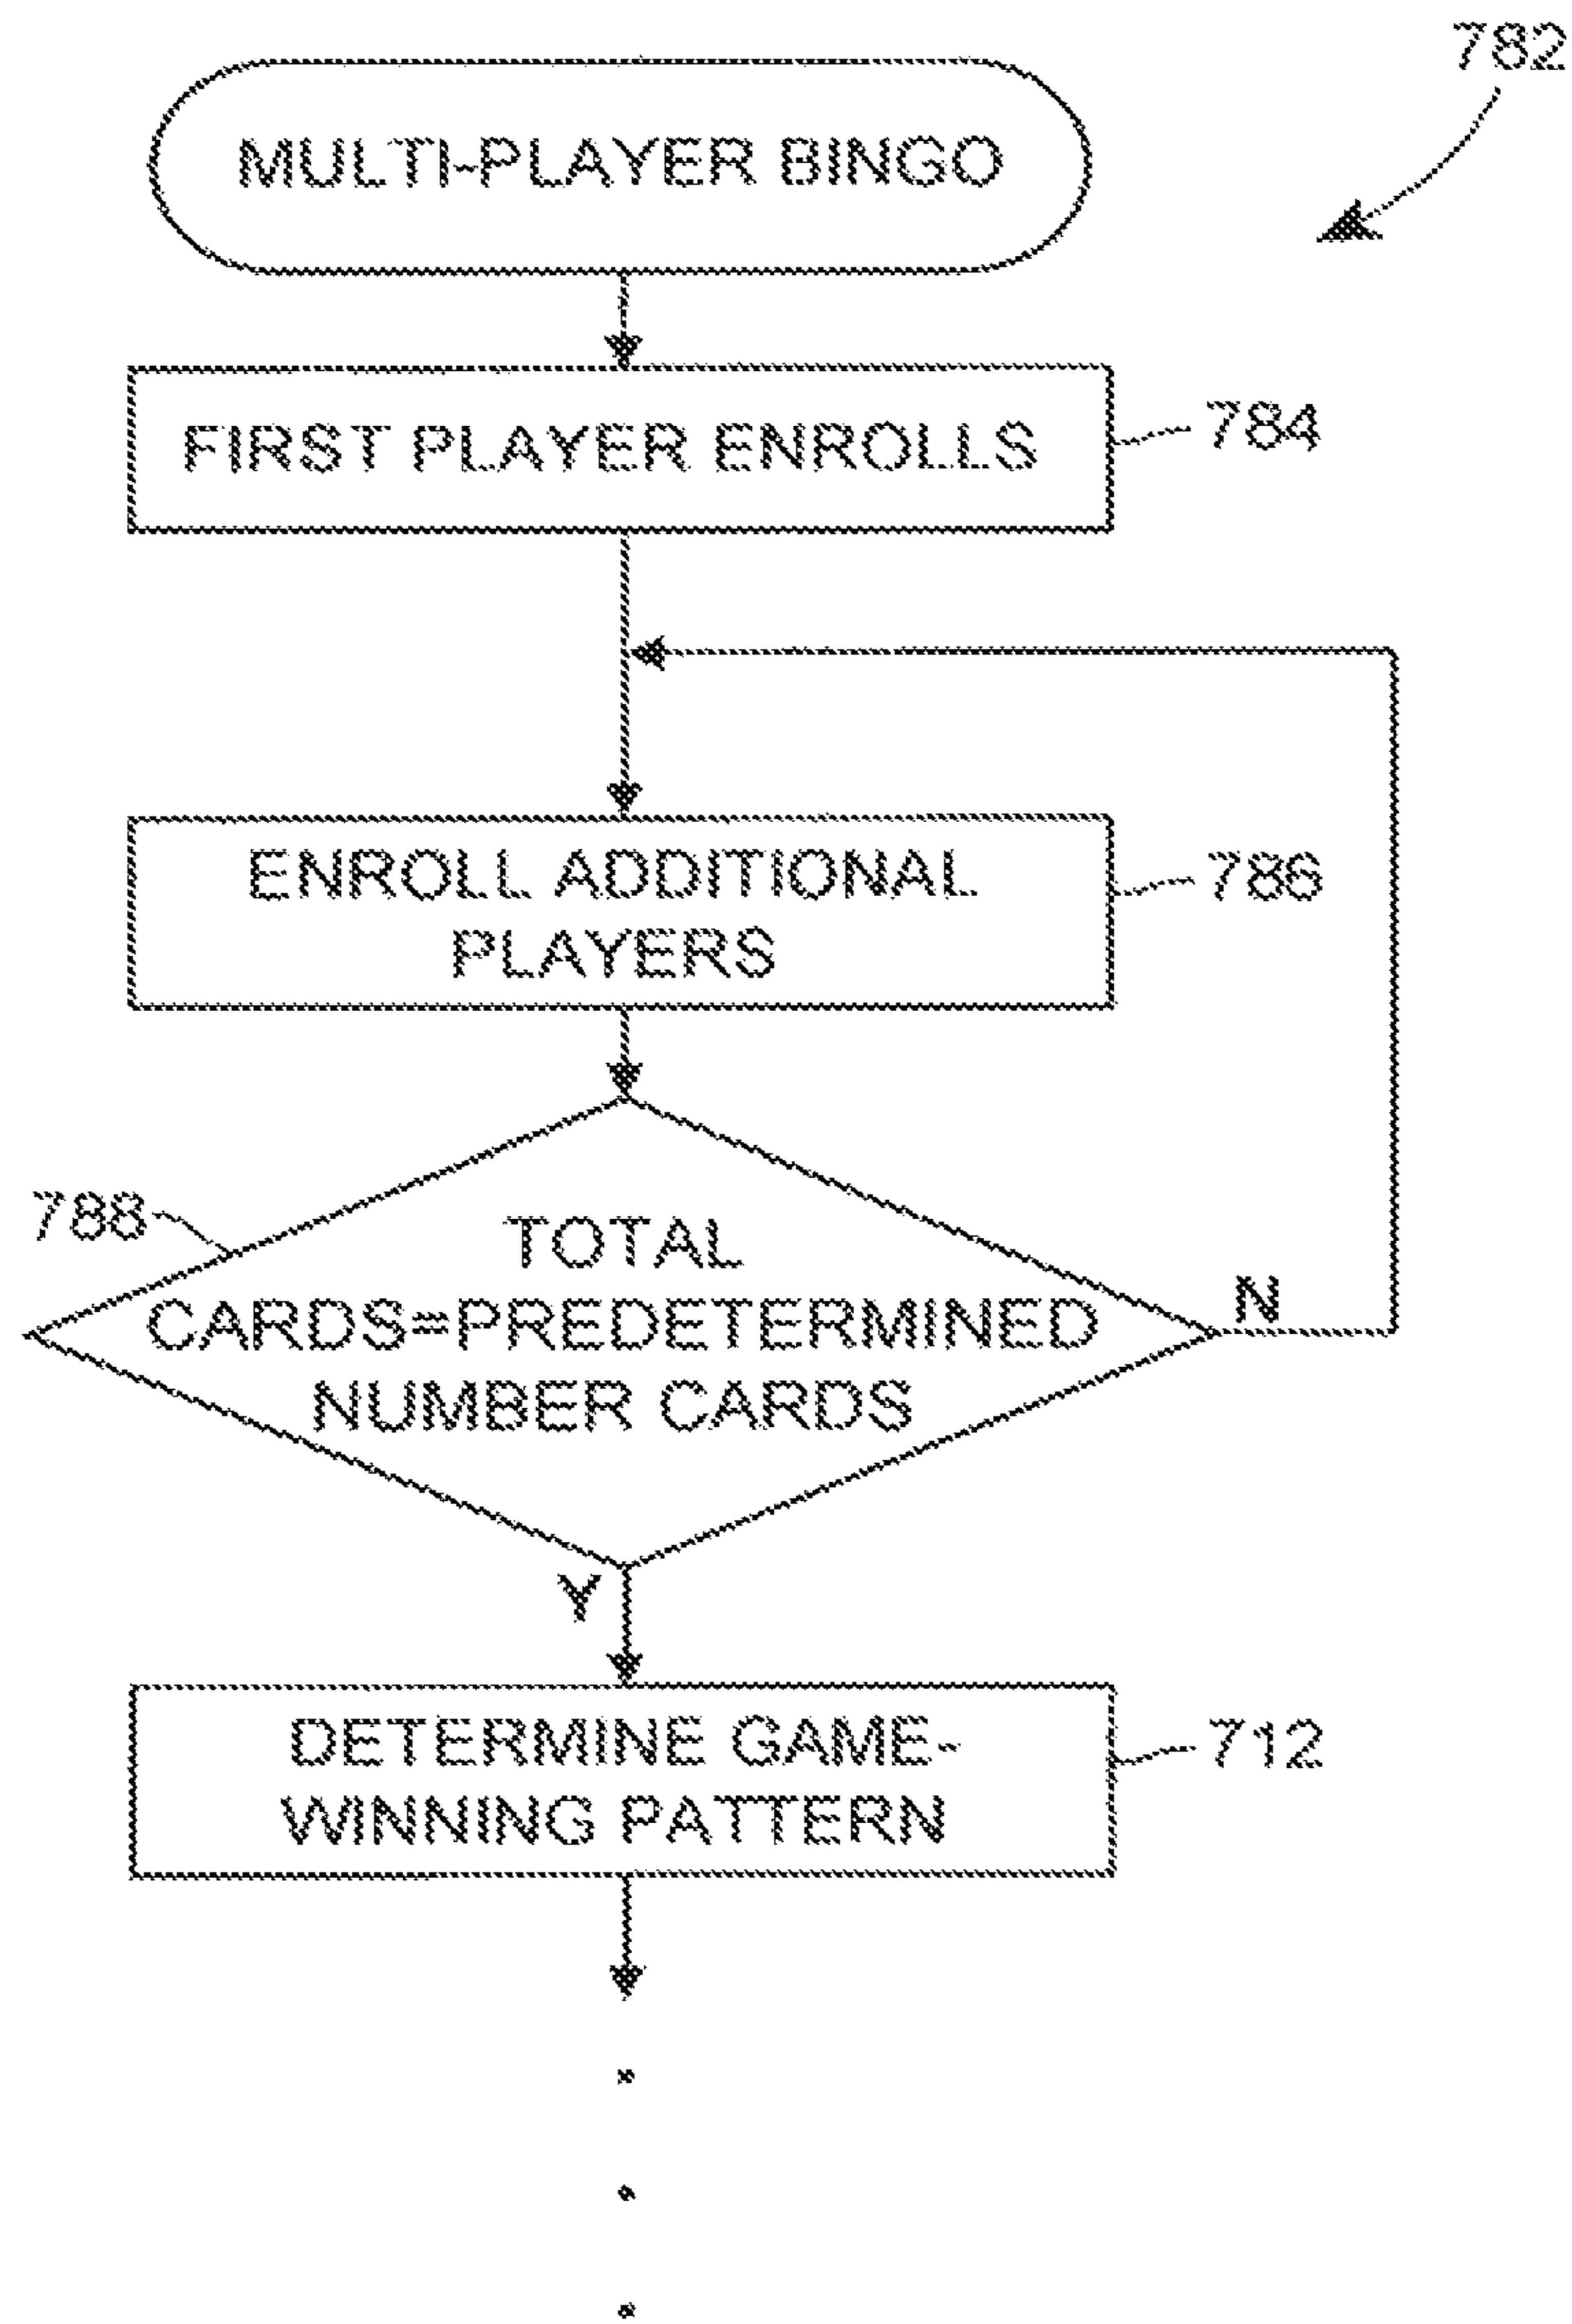 782
MULTI-PLAYER BINGO
FIRST PLAYER ENROLLS
784
ENROLL ADDITIONAL
PLAYERS
786
788
TOTAL
CARDS=PREDETERMINED
NUMBER CARDS
N
Y
DETERMINE GAME-
WINNING PATTERN
712